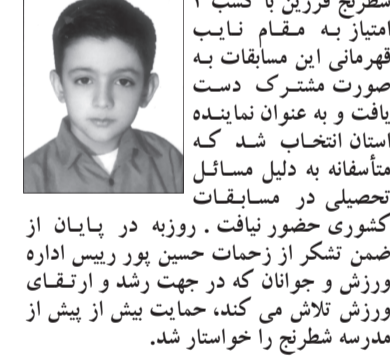 شطرنج فرزین با کسب ۴
امتیاز به مقام نایب
قهرمانی این مسابقات به
صورت مشترک دست
یافت و به عنوان نماینده
استان انتخاب شد که
متأسفانه به دلیل مسائل
تحصیلی در مسابقات
کشوری حضور نیافت . روزبه در پایان از
ضمن تشکر از زحمات حسین پور رییس اداره
ورزش و جوانان که در جهت رشد و ارتقای
ورزش تلاش می کند، حمایت بیش از پیش از
مدرسه شطرنج را خواستار شد.